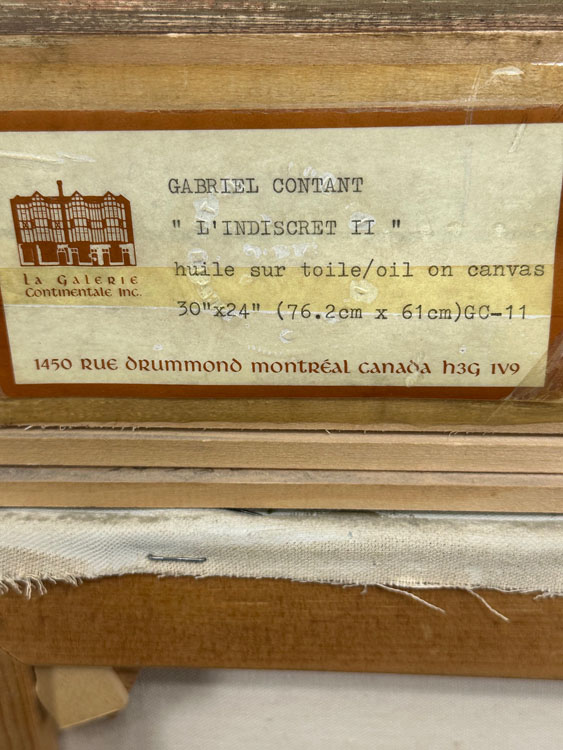 GABRIEL CONTANT
" L'INDISCRET II "
huile sur toile/oil on canvas
30"x24" (76.2cm x 61cm)GC-11
La Galerie
Continentale Inc.
1450 rue drummond montréal canada h3g 1v9